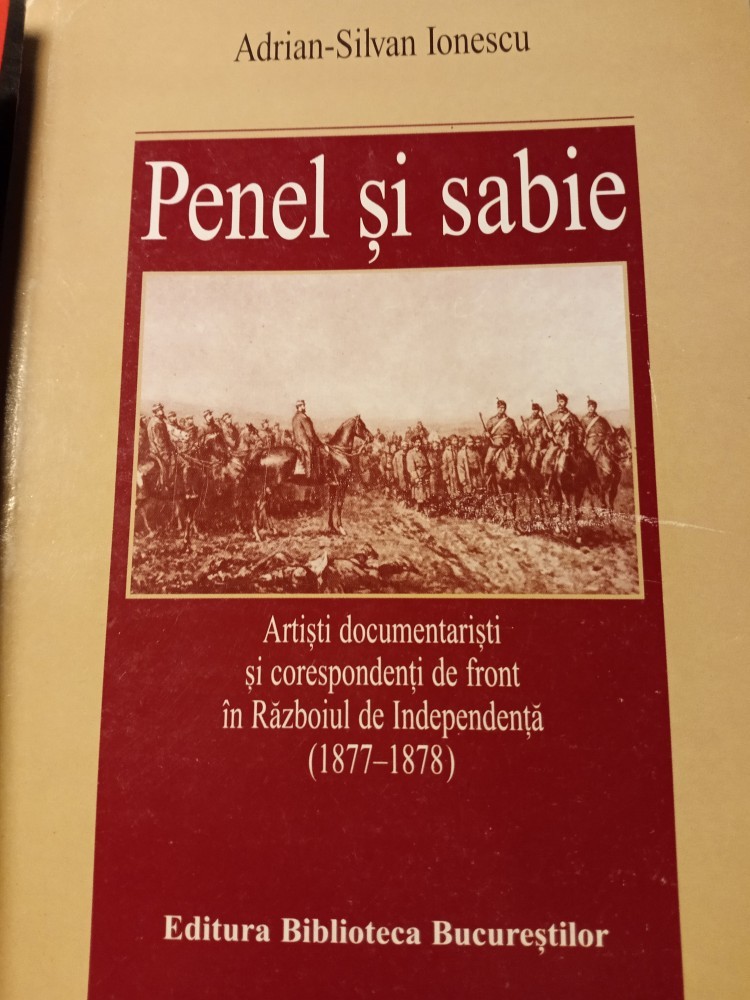 Adrian-Silvan Ionescu
Penel și sabie
Artiști documentariști
și corespondenți de front
în Războiul de Independență
(1877–1878)
Editura Biblioteca Bucureștilor